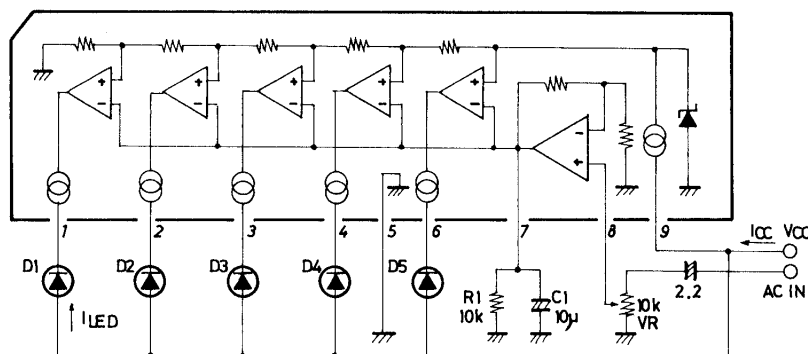 + + + + +
- - - - - -
+
1 2 3 4 5 6 7 8 9
ICC VCC
D1 D2 D3 D4 D5
ILED
R1
10k
C1
10μ
10k
VR
2.2
AC IN